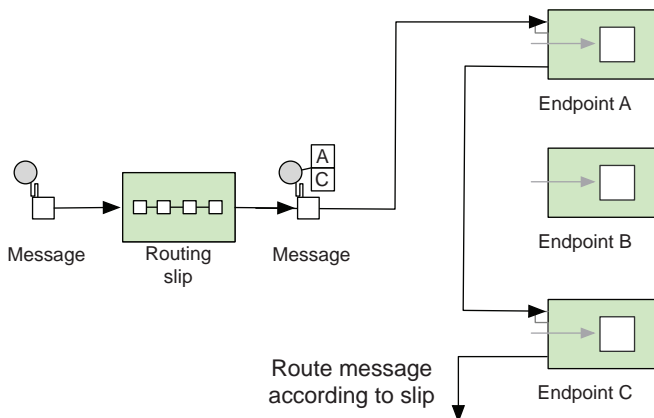 Message
Routing
slip
A
C
Message
Endpoint A
Endpoint B
Endpoint C
Route message
according to slip